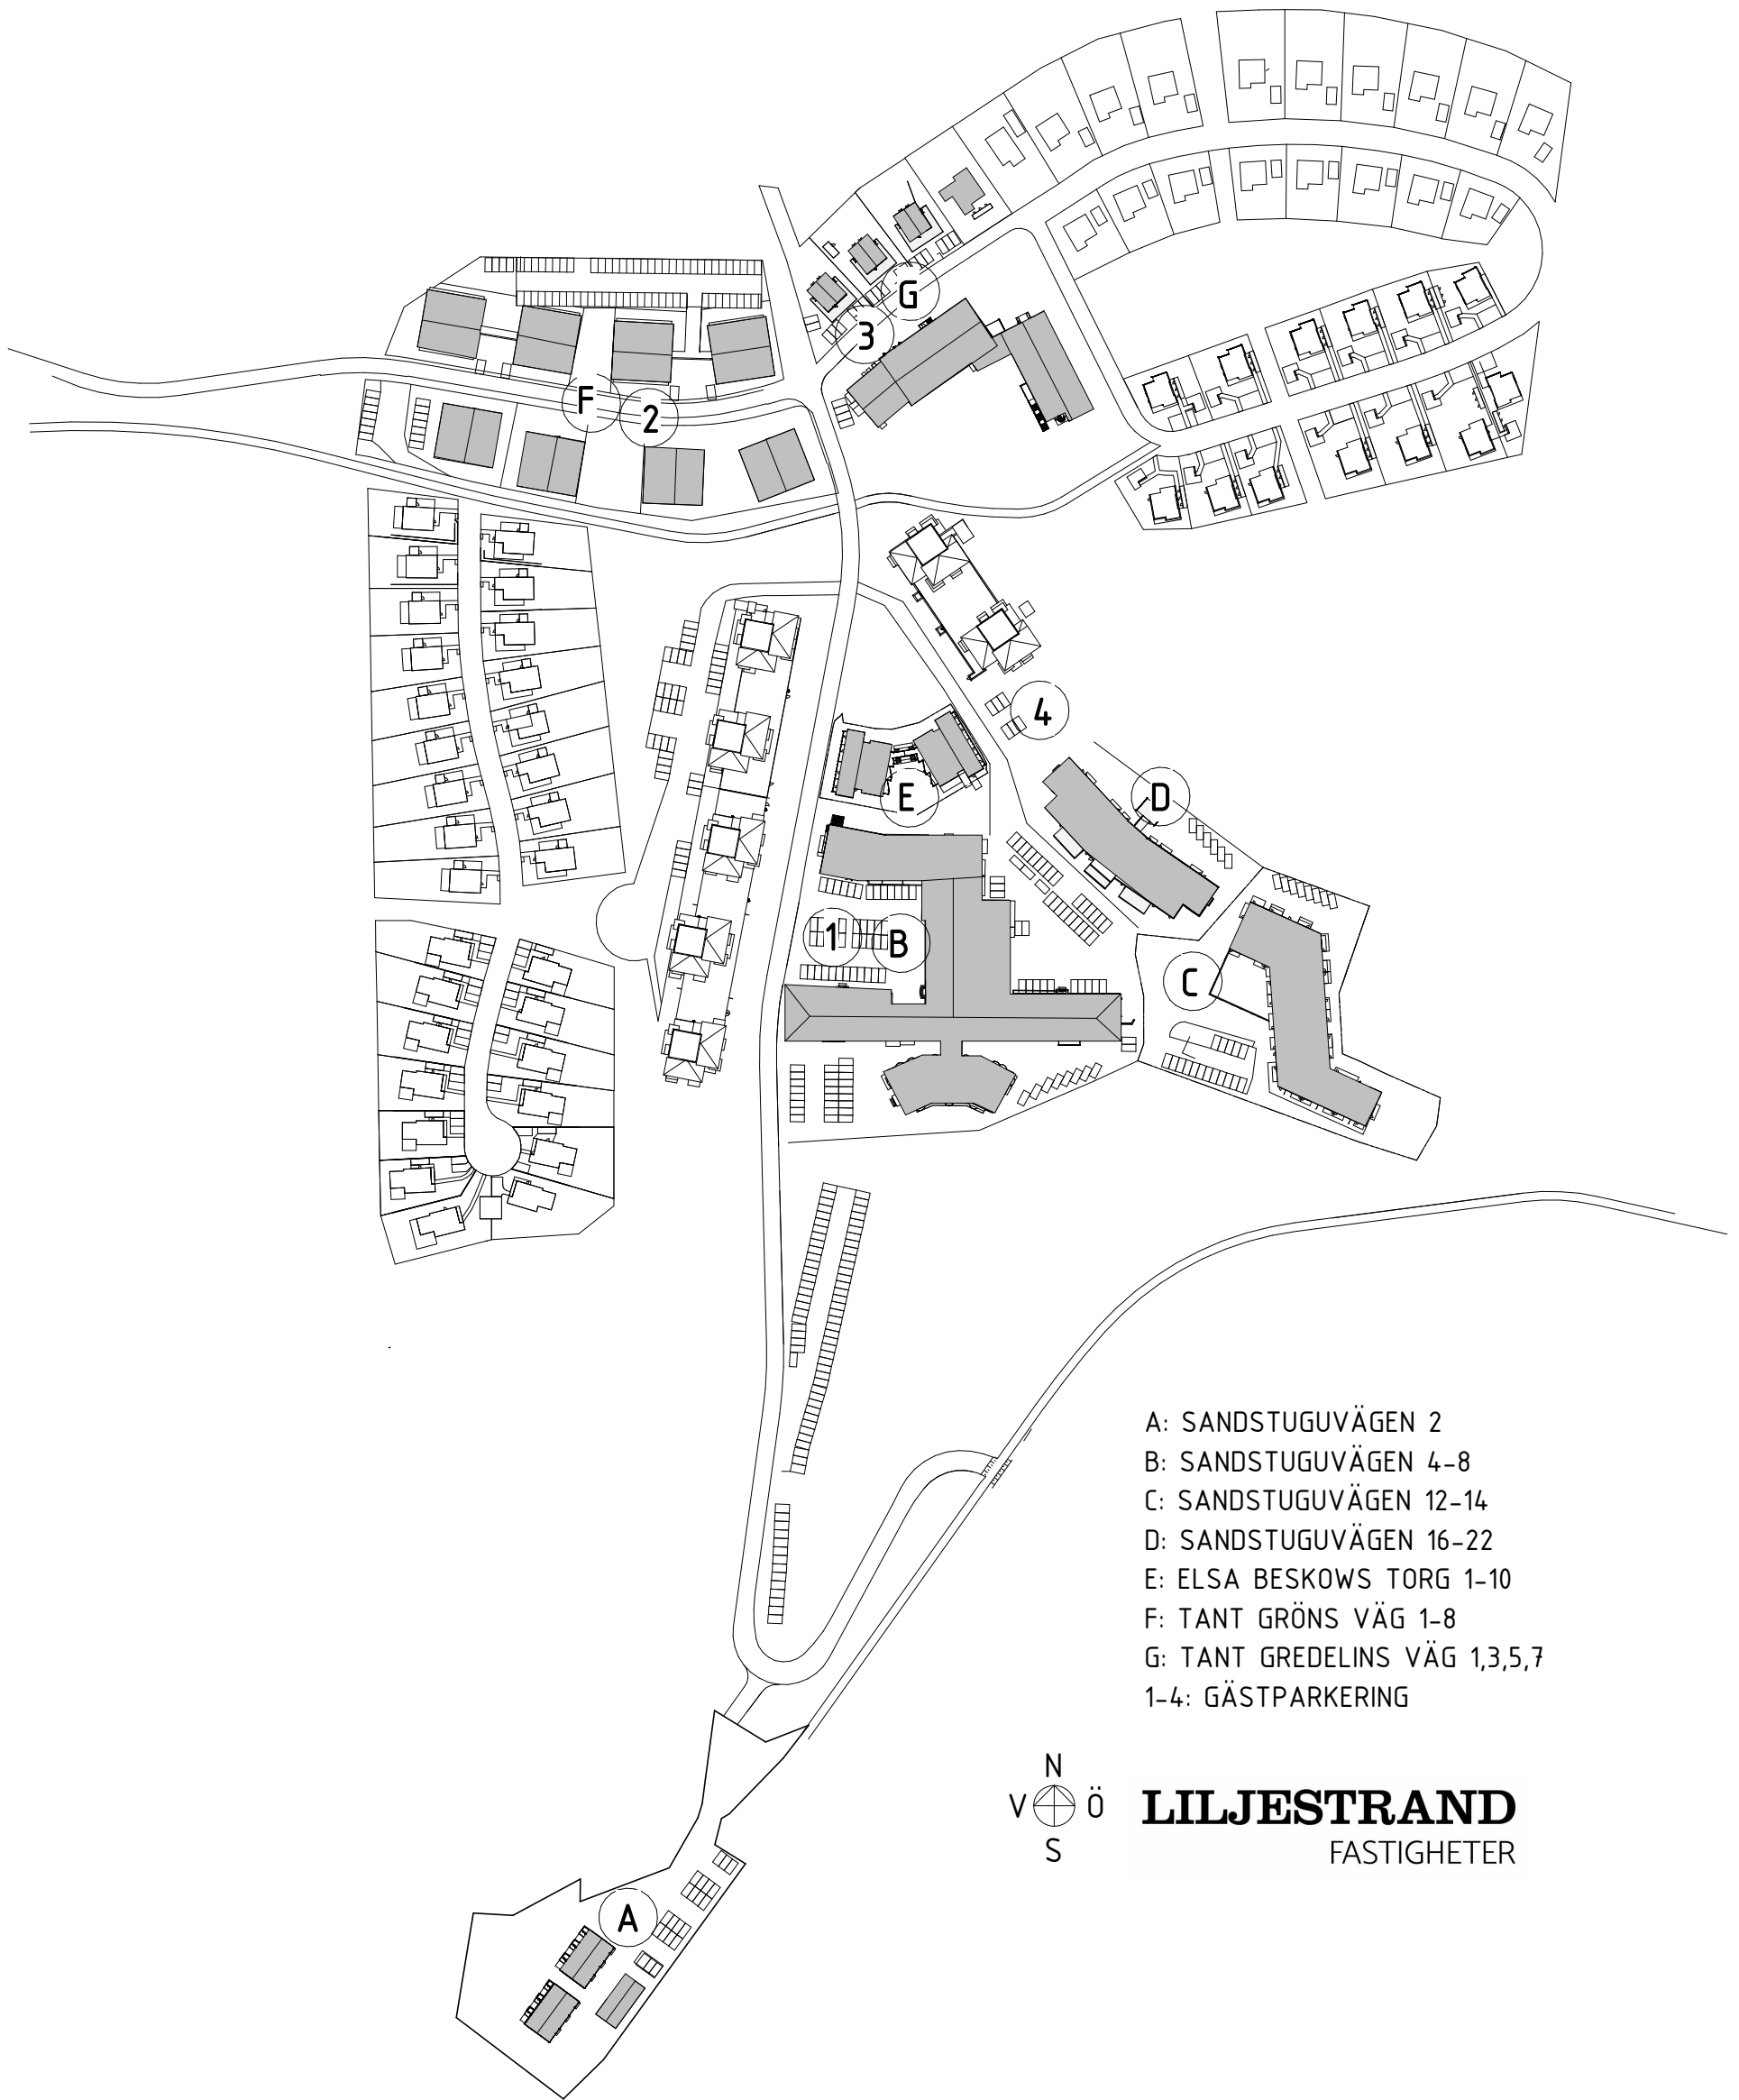 G
3
F
2
4
E
D
1
B
C
A: SANDSTUGUVÄGEN 2
B: SANDSTUGUVÄGEN 4-8
C: SANDSTUGUVÄGEN 12-14
D: SANDSTUGUVÄGEN 16-22
E: ELSA BESKOWS TORG 1-10
F: TANT GRÖNS VÄG 1-8
G: TANT GREDELINS VÄG 1,3,5,7
1-4: GÄSTPARKERING
N
V Ö
S
LILJESTRAND
FASTIGHETER
A